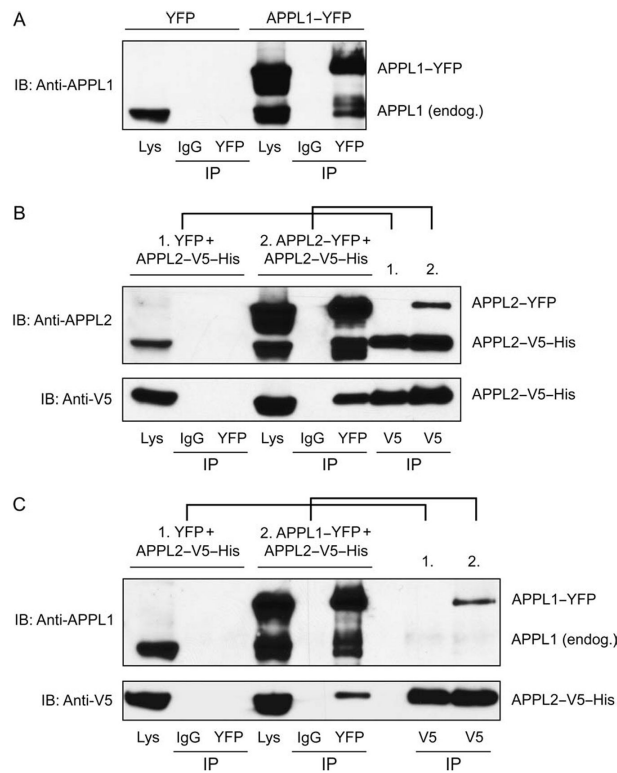 A
YFP APPL1–YFP
IB: Anti-APPL1
APPL1–YFP
APPL1 (endog.)
Lys IgG YFP Lys IgG YFP
IP IP
B
1. YFP + APPL2–V5–His
2. APPL2–YFP + APPL2–V5–His
1. 2.
IB: Anti-APPL2
APPL2–YFP
APPL2–V5–His
IB: Anti-V5
APPL2–V5–His
Lys IgG YFP Lys IgG YFP V5 V5
IP IP IP
C
1. YFP + APPL2–V5–His
2. APPL1–YFP + APPL2–V5–His
1. 2.
IB: Anti-APPL1
APPL1–YFP
APPL1 (endog.)
IB: Anti-V5
APPL2–V5–His
Lys IgG YFP Lys IgG YFP V5 V5
IP IP IP